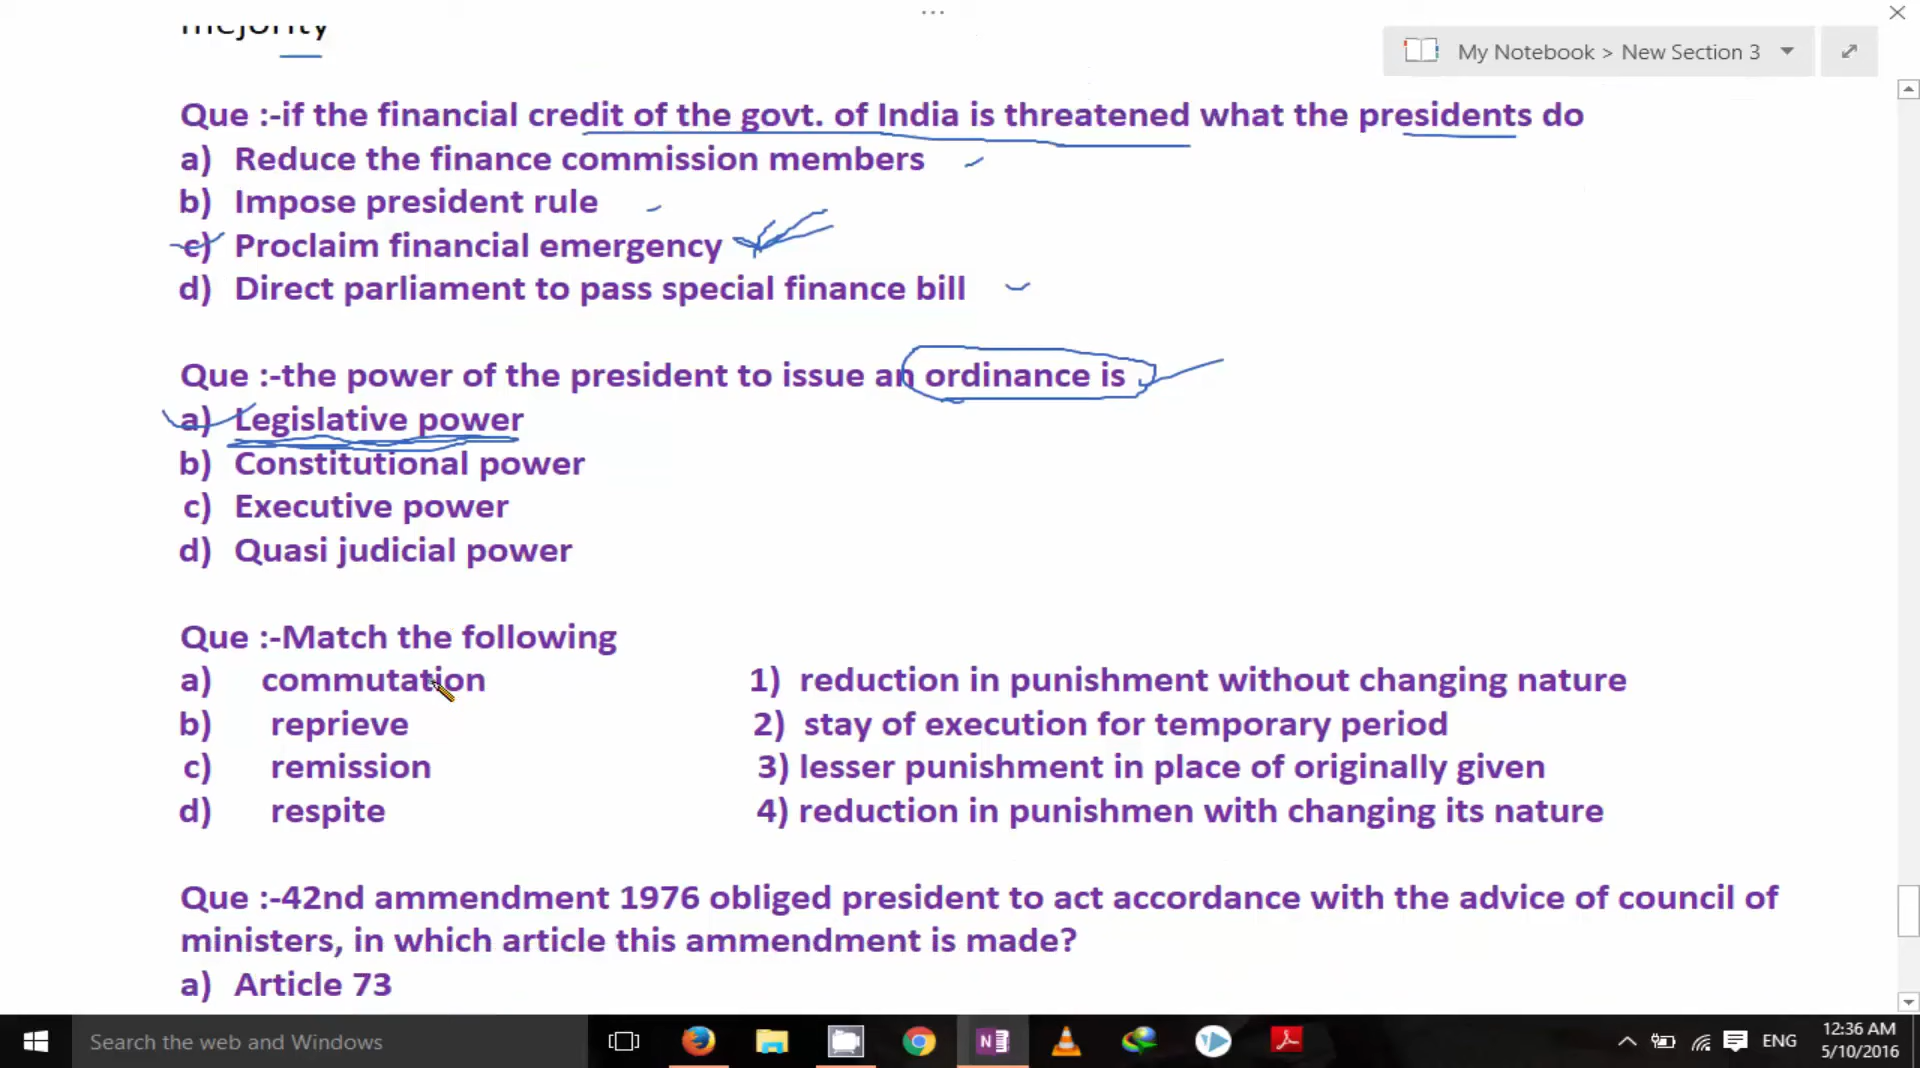 mejority
My Notebook > New Section 3
Que :-if the financial credit of the govt. of India is threatened what the presidents do
a) Reduce the finance commission members
b) Impose president rule
c) Proclaim financial emergency
d) Direct parliament to pass special finance bill
Que :-the power of the president to issue an ordinance is
a) Legislative power
b) Constitutional power
c) Executive power
d) Quasi judicial power
Que :-Match the following
a) commutation 1) reduction in punishment without changing nature
b) reprieve 2) stay of execution for temporary period
c) remission 3) lesser punishment in place of originally given
d) respite 4) reduction in punishmen with changing its nature
Que :-42nd ammendment 1976 obliged president to act accordance with the advice of council of
ministers, in which article this ammendment is made?
a) Article 73
Search the web and Windows
N
ENG
12:36 AM
5/10/2016